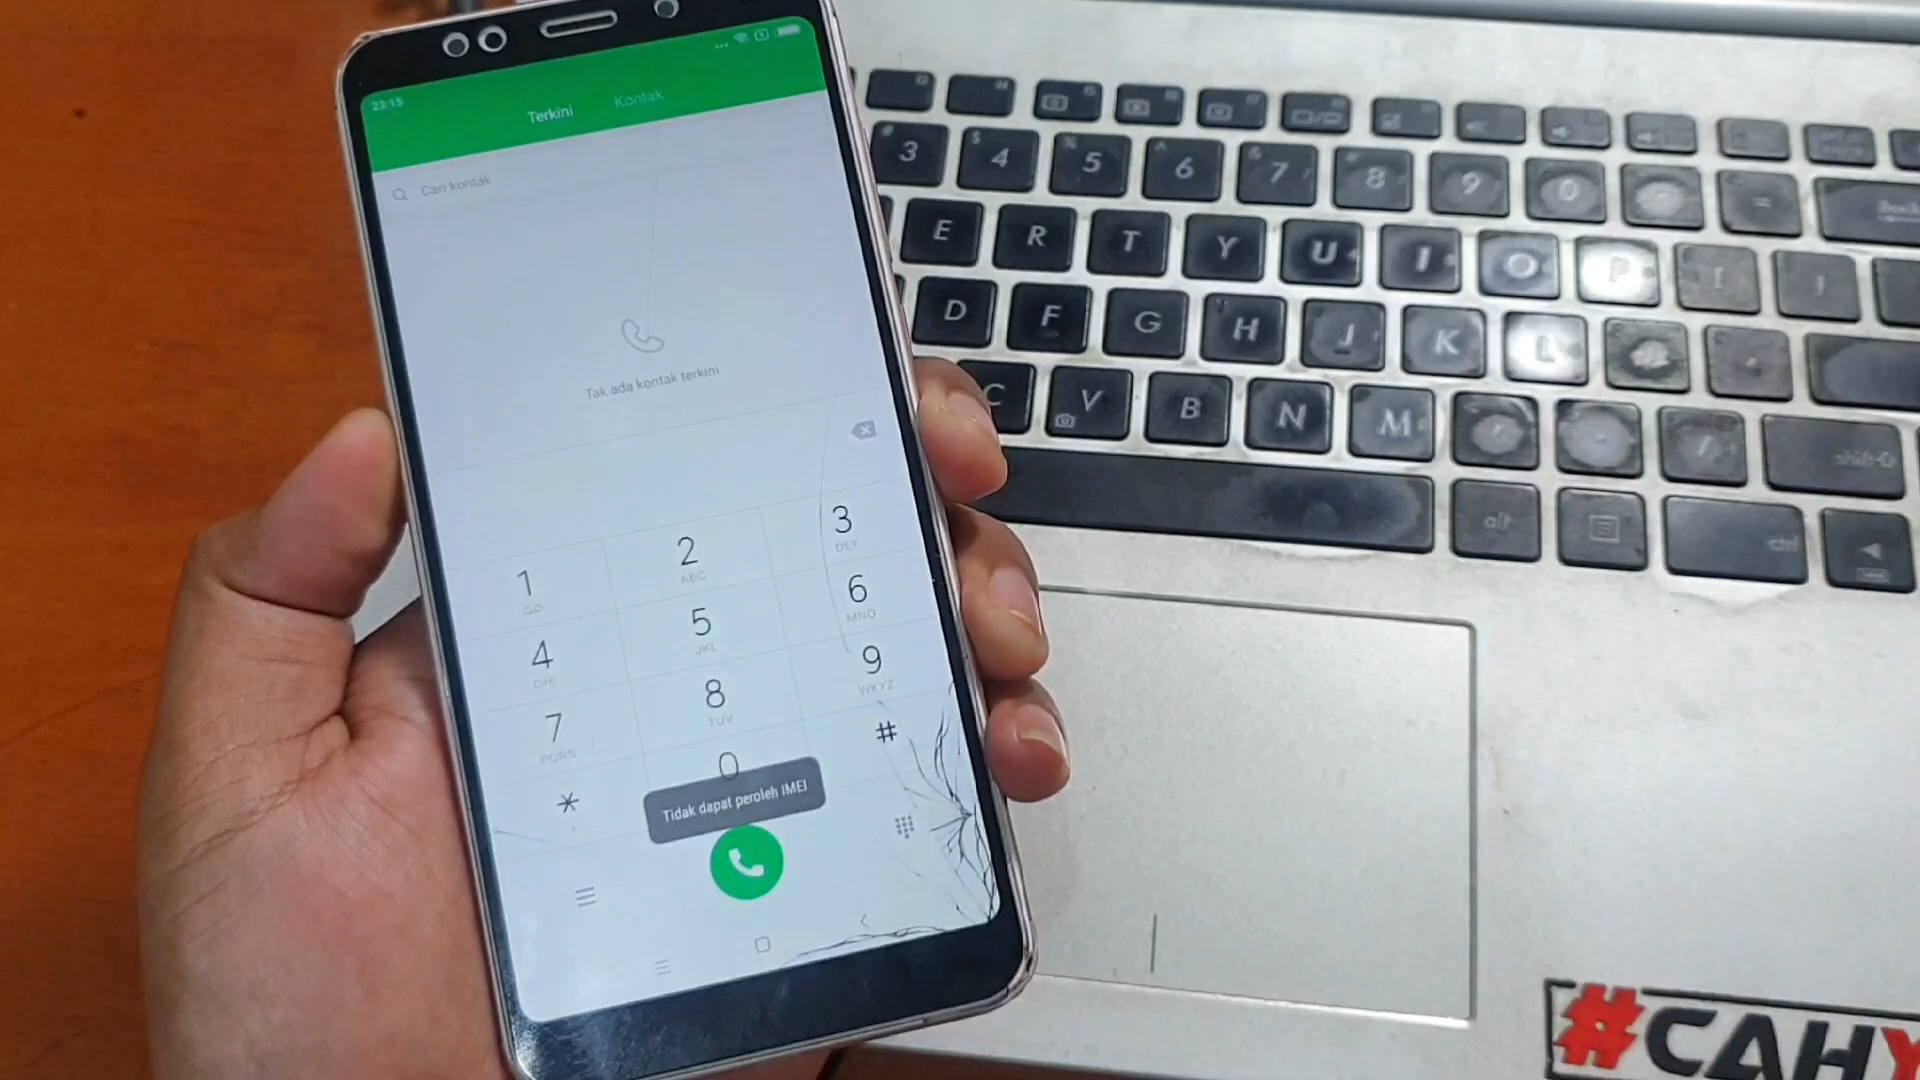 23:15
Terkini Kontak
Cari kontak
Tak ada kontak terkini
1
2
ABC
3
DEF
4
GHI
5
JKL
6
MNO
7
PQRS
8
TUV
9
WXYZ
*
0
#
Tidak dapat peroleh IMEI
# 3 $ 4 % 5 ^ 6 & 7 8 9 0 =
E R T Y U I O P [ ]
D F G H J K L
C V B N M
shift
alt ctrl
#CAHY